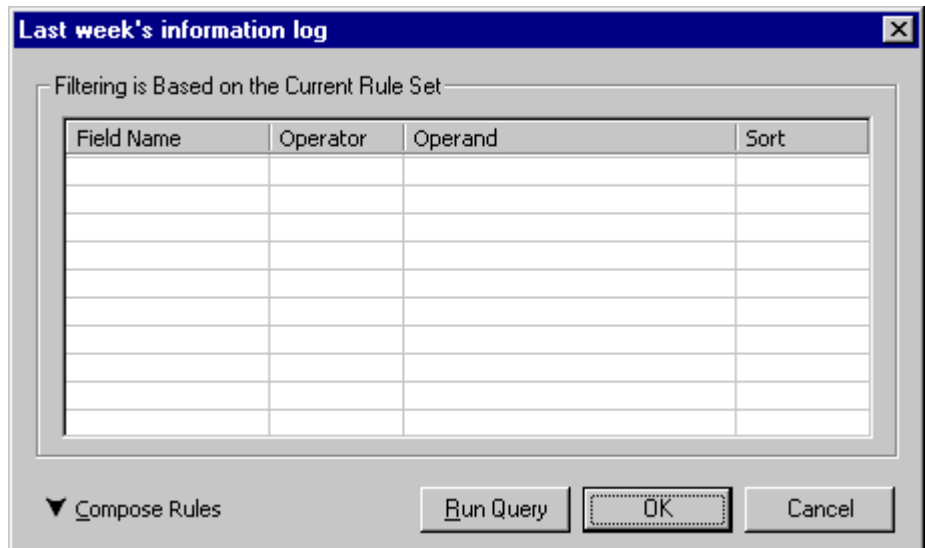 Last week's information log
Filtering is Based on the Current Rule Set
Field Name Operator Operand Sort
Compose Rules Run Query OK Cancel